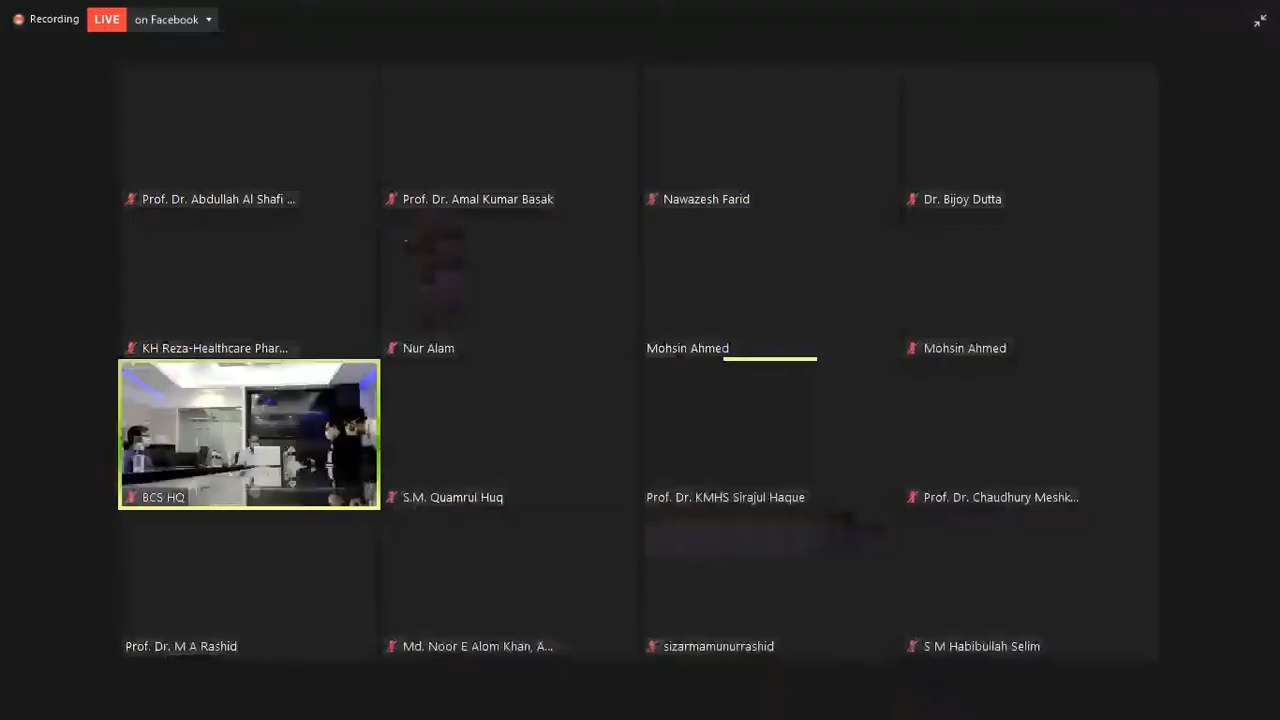 Recording LIVE on Facebook
Prof. Dr. Abdullah Al Shafi ...
Prof. Dr. Amal Kumar Basak
Nawazesh Farid
Dr. Bijoy Dutta
KH Reza-Healthcare Phar...
Nur Alam
Mohsin Ahmed
Mohsin Ahmed
BCS HQ
S.M. Quamrul Huq
Prof. Dr. KMHS Sirajul Haque
Prof. Dr. Chaudhury Meshk...
Prof. Dr. M A Rashid
Md. Noor E Alom Khan, A...
sizarmamunurrashid
S M Habibullah Selim